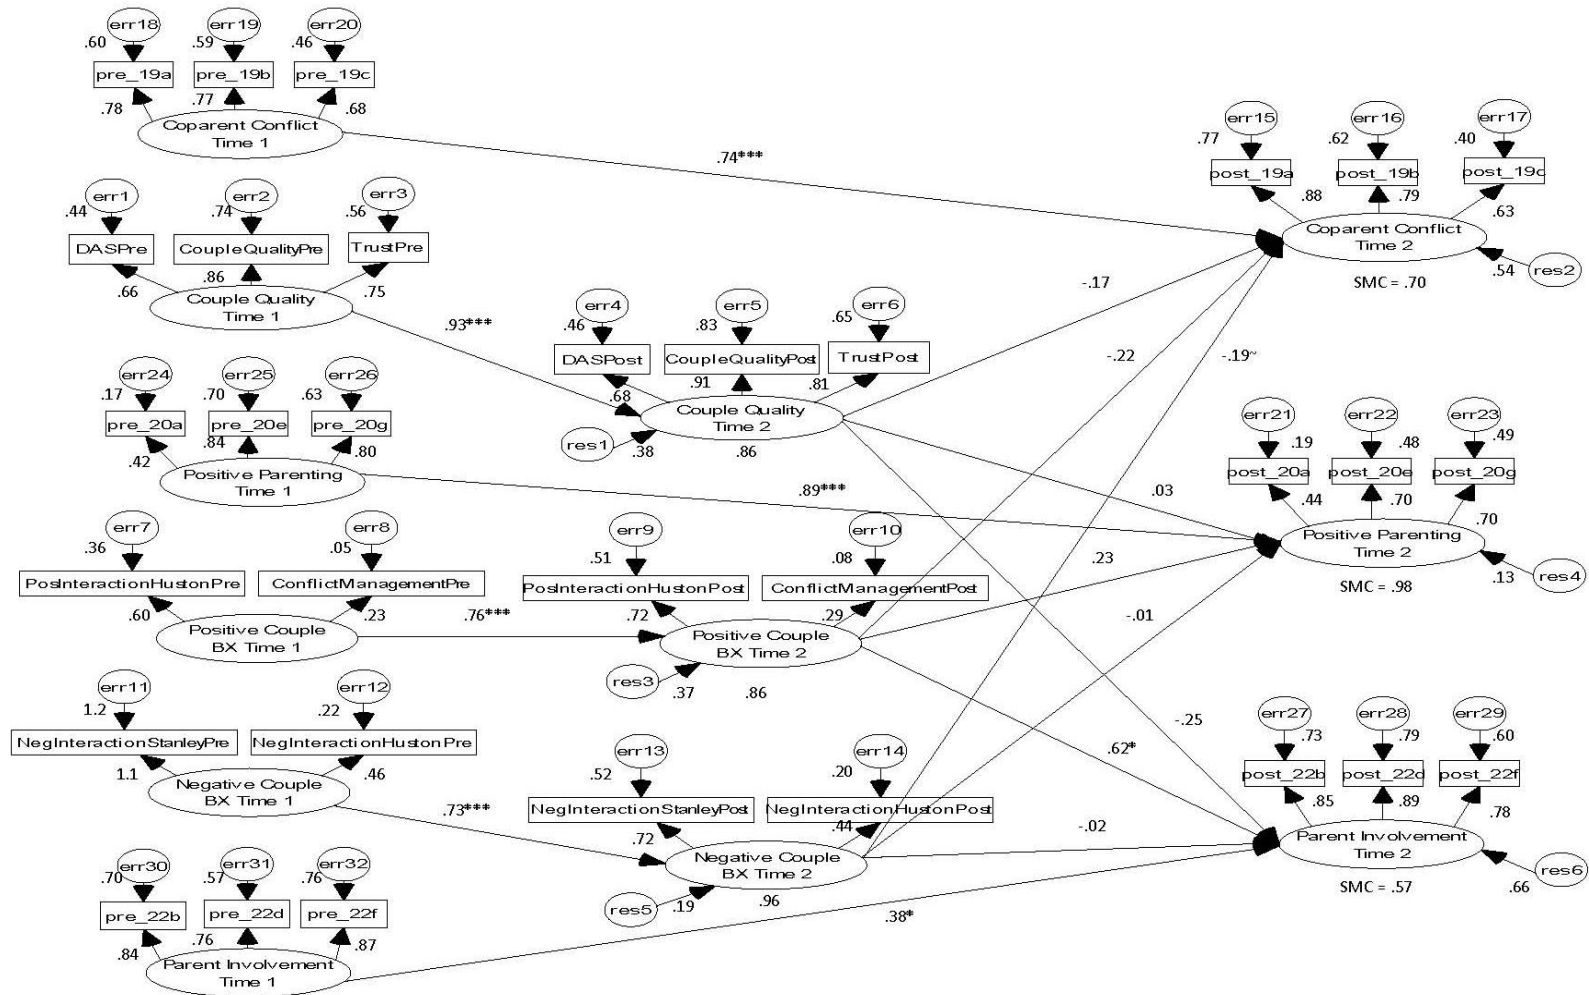 err18
err19
err20
.60
.59
.46
pre_19a
pre_19b
pre_19c
.78
.77
.68
Coparent Conflict
Time 1
.74***
err15
err16
err17
.77
.62
.40
post_19a
post_19b
post_19c
.88
.79
.63
Coparent Conflict
Time 2
.54
res2
SMC = .70
err1
err2
err3
.44
.74
.56
DASPre
CoupleQualityPre
TrustPre
.66
.86
.75
Couple Quality
Time 1
.93***
err4
err5
err6
.46
.83
.65
DASPost
CoupleQualityPost
TrustPost
.68
.91
.81
Couple Quality
Time 2
res1
.38
.86
-.17
-.22
-.19~
err24
err25
err26
.17
.70
.63
pre_20a
pre_20e
pre_20g
.42
.84
.80
Positive Parenting
Time 1
.89***
.03
err21
err22
err23
.19
.48
.49
post_20a
post_20e
post_20g
.44
.70
.70
Positive Parenting
Time 2
.13
res4
SMC = .98
err7
err8
.36
.05
PosInteractionHustonPre
ConflictManagementPre
.60
.23
Positive Couple
BX Time 1
.76***
err9
err10
.51
.08
PosInteractionHustonPost
ConflictManagementPost
.72
.29
Positive Couple
BX Time 2
res3
.37
.86
.23
-.01
-.25
.62*
err11
err12
1.2
.22
NegInteractionStanleyPre
NegInteractionHustonPre
1.1
.46
Negative Couple
BX Time 1
.73***
err13
err14
.52
.20
NegInteractionStanleyPost
NegInteractionHustonPost
.72
.44
Negative Couple
BX Time 2
res5
.19
.96
-.02
err27
err28
err29
.73
.79
.60
post_22b
post_22d
post_22f
.85
.89
.78
Parent Involvement
Time 2
.66
res6
SMC = .57
err30
err31
err32
.70
.57
.76
pre_22b
pre_22d
pre_22f
.84
.76
.87
Parent Involvement
Time 1
.38*